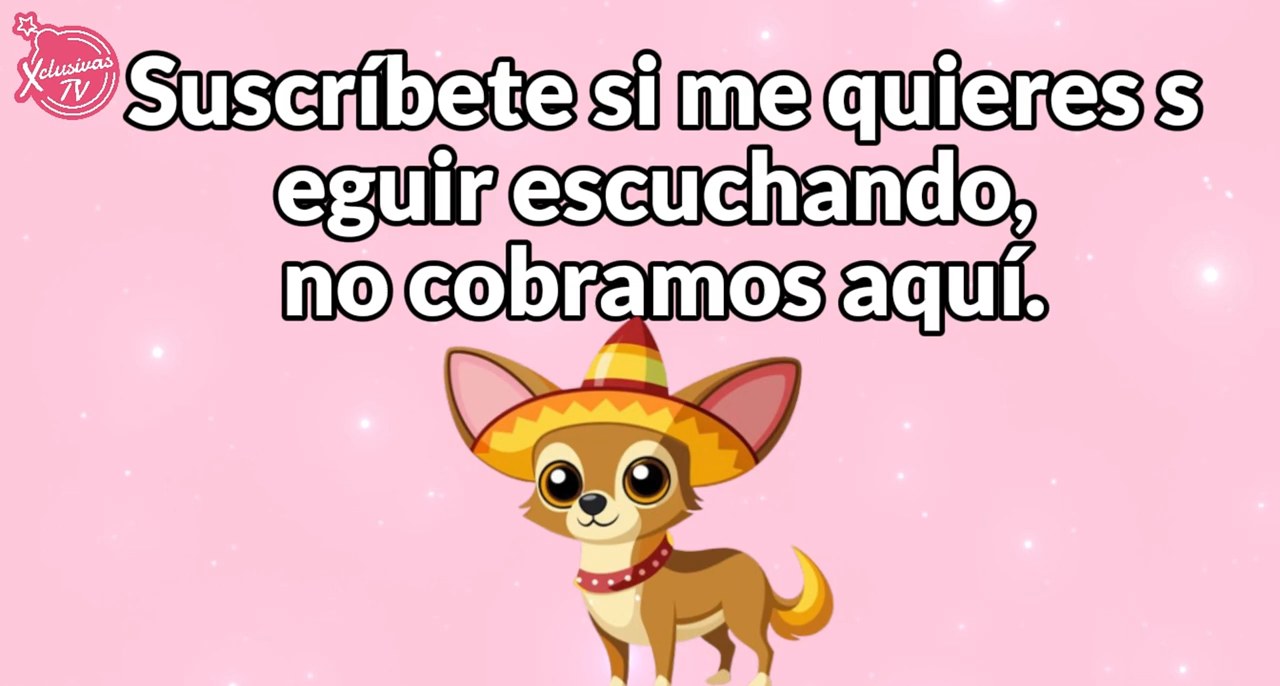 Xclusivas
TV
Suscríbete si me quieres s
eguir escuchando,
no cobramos aquí.